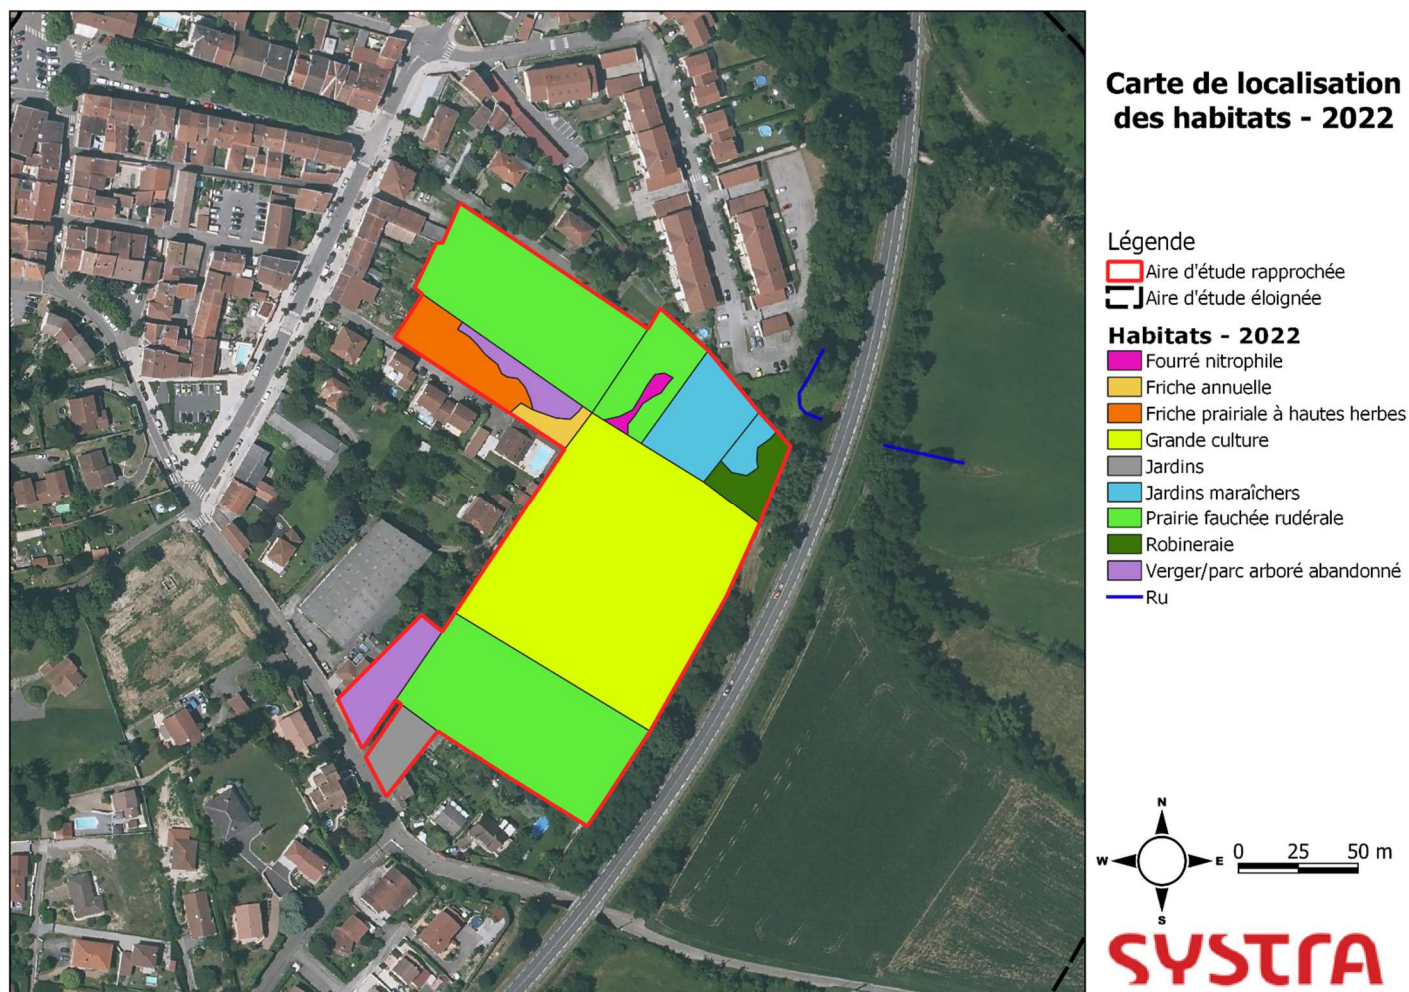 Carte de localisation
des habitats - 2022
Légende
Aire d'étude rapprochée
Aire d'étude éloignée
Habitats - 2022
Fourré nitrophile
Friche annuelle
Friche prairiale à hautes herbes
Grande culture
Jardins
Jardins maraîchers
Prairie fauchée rudérale
Robineraie
Verger/parc arboré abandonné
Ru
N
W E
S
0 25 50 m
SYSTRA